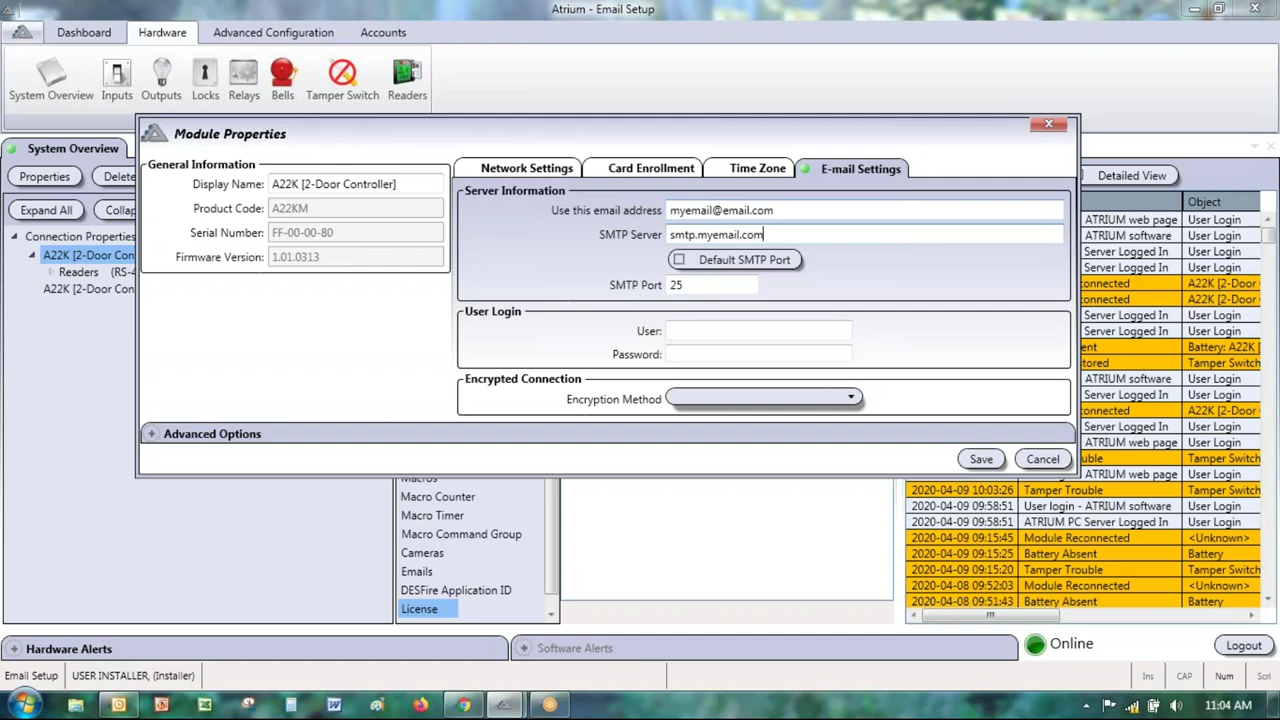 Atrium - Email Setup
Dashboard
Hardware
Advanced Configuration
Accounts
System Overview
Inputs
Outputs
Locks
Relays
Bells
Tamper Switch
Readers
Module Properties
General Information
Display Name: A22K [2-Door Controller]
Product Code: A22KM
Serial Number: FF-00-00-80
Firmware Version: 1.01.0313
Network Settings
Card Enrollment
Time Zone
E-mail Settings
Server Information
Use this email address myemail@email.com
SMTP Server smtp.myemail.com
Default SMTP Port
SMTP Port 25
User Login
User:
Password:
Encrypted Connection
Encryption Method
Advanced Options
Save
Cancel
System Overview
Properties
Delete
Expand All
Collap
Connection Properties
A22K [2-Door Con
Readers (RS-4
A22K [2-Door Con
Macros
Macro Counter
Macro Timer
Macro Command Group
Cameras
Emails
DESFire Application ID
License
Detailed View
Object
ATRIUM web page User Login
ATRIUM software User Login
Server Logged In User Login
Server Logged In User Login
onnected A22K [2-Door
onnected A22K [2-Door
Server Logged In User Login
Server Logged In User Login
ent Battery: A22K [
tored Tamper Switch
ATRIUM software User Login
Server Logged In User Login
onnected A22K [2-Door
Server Logged In User Login
ATRIUM web page User Login
uble Tamper Switch
ATRIUM web page User Login
2020-04-09 10:03:26 Tamper Trouble Tamper Switch
2020-04-09 09:58:51 User login - ATRIUM software User Login
2020-04-09 09:58:51 ATRIUM PC Server Logged In User Login
2020-04-09 09:15:45 Module Reconnected <Unknown>
2020-04-09 09:15:25 Battery Absent Battery
2020-04-09 09:15:20 Tamper Trouble Tamper Switch
2020-04-08 09:52:03 Module Reconnected <Unknown>
2020-04-08 09:51:43 Battery Absent Battery
Hardware Alerts
Software Alerts
Online
Logout
Email Setup
USER INSTALLER, (Installer)
Ins
CAP
Num
Scrl
11:04 AM